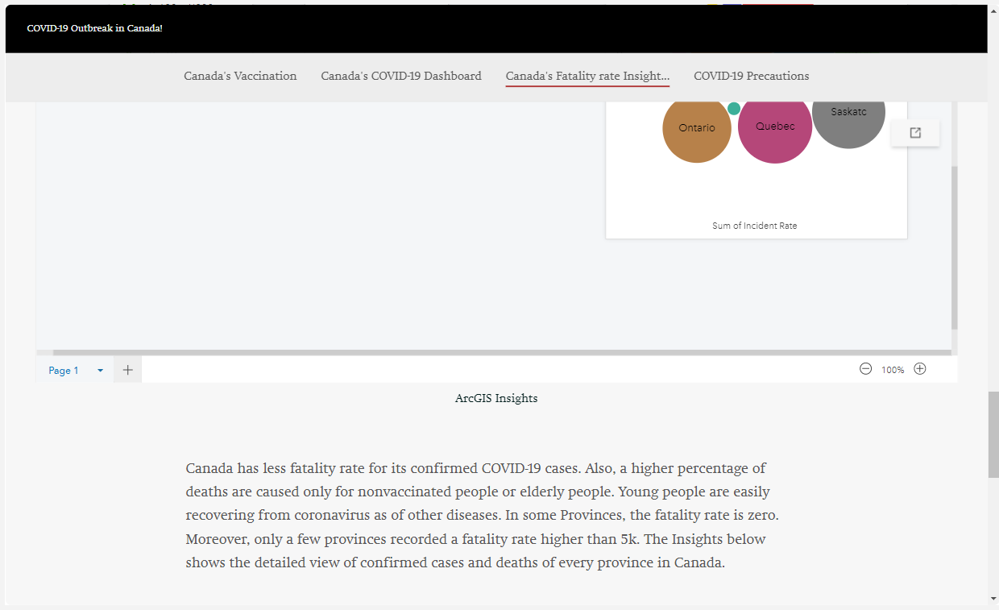 COVID-19 Outbreak in Canada!
Canada's Vaccination Canada's COVID-19 Dashboard Canada's Fatality rate Insight... COVID-19 Precautions
Ontario Quebec Saskatc
Sum of Incident Rate
Page 1 100%
ArcGIS Insights
Canada has less fatality rate for its confirmed COVID-19 cases. Also, a higher percentage of
deaths are caused only for nonvaccinated people or elderly people. Young people are easily
recovering from coronavirus as of other diseases. In some Provinces, the fatality rate is zero.
Moreover, only a few provinces recorded a fatality rate higher than 5k. The Insights below
shows the detailed view of confirmed cases and deaths of every province in Canada.